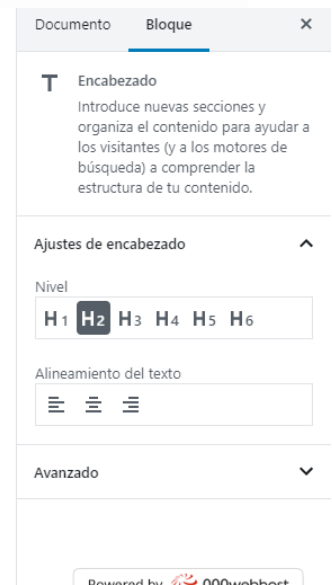 Documento Bloque
Encabezado
Introduce nuevas secciones y
organiza el contenido para ayudar a
los visitantes (y a los motores de
búsqueda) a comprender la
estructura de tu contenido.
Ajustes de encabezado
Nivel
H1 H2 H3 H4 H5 H6
Alineamiento del texto
Avanzado
Powered by 000webhost